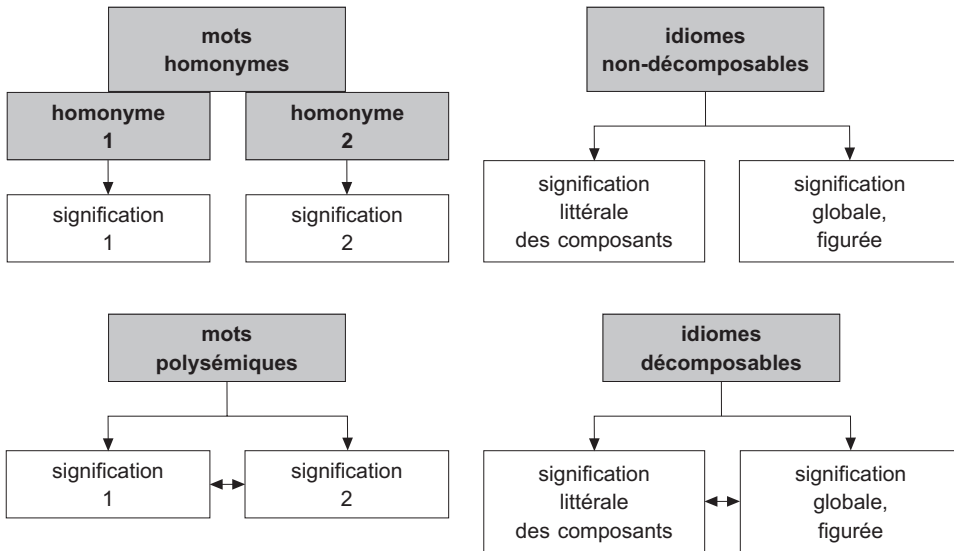 mots
homonymes
homonyme
1
homonyme
2
signification
1
signification
2
idiomes
non-décomposables
signification
littérale
des composants
signification
globale,
figurée
mots
polysémiques
signification
1
signification
2
idiomes
décomposables
signification
littérale
des composants
signification
globale,
figurée